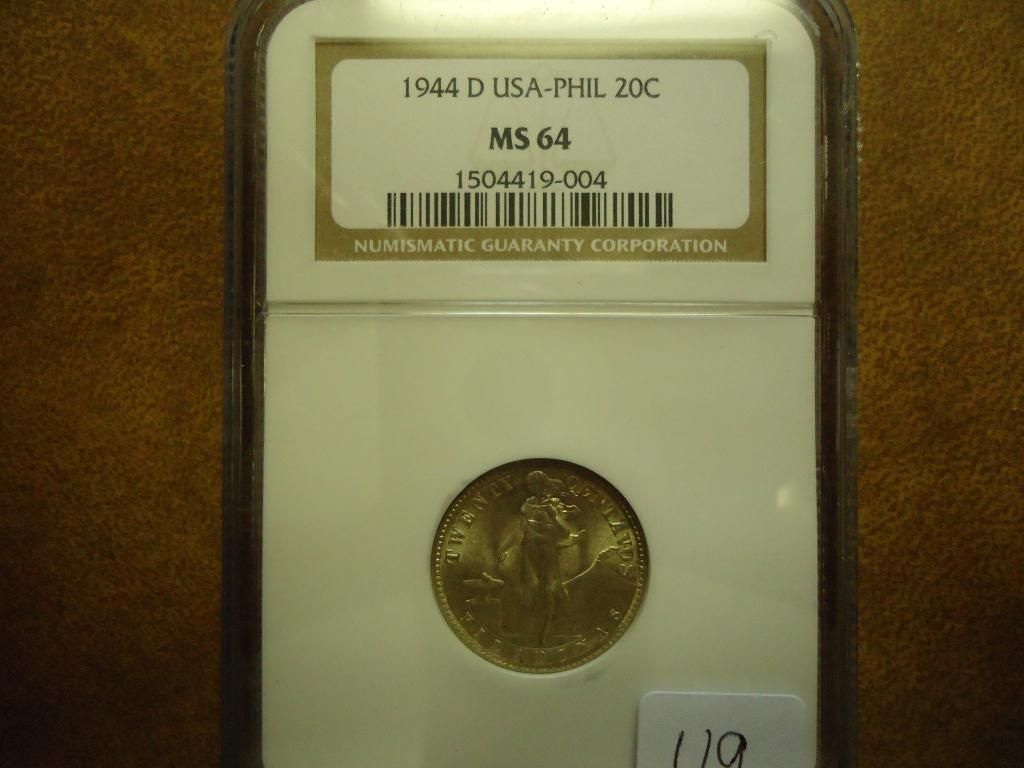 1944 D USA-PHIL 20C
MS 64
1504419-004
NUMISMATIC GUARANTY CORPORATION
TWENTY CENTAVOS
FILIPINAS
119